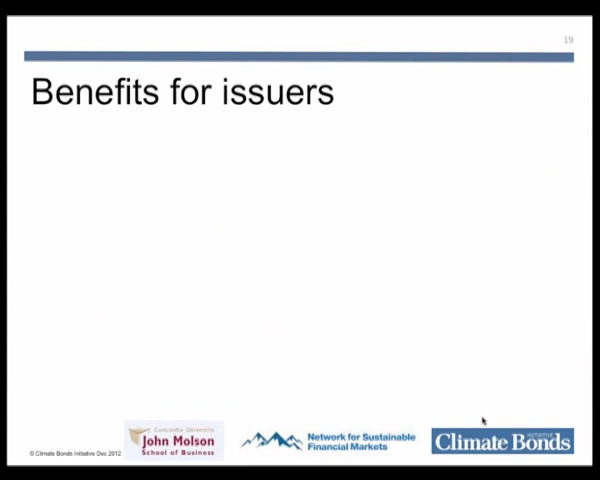 19
Benefits for issuers
© Climate Bonds Initiative Dec 2012
Concordia University
John Molson
School of Business
Network for Sustainable
Financial Markets
INITIATIVE
Climate Bonds